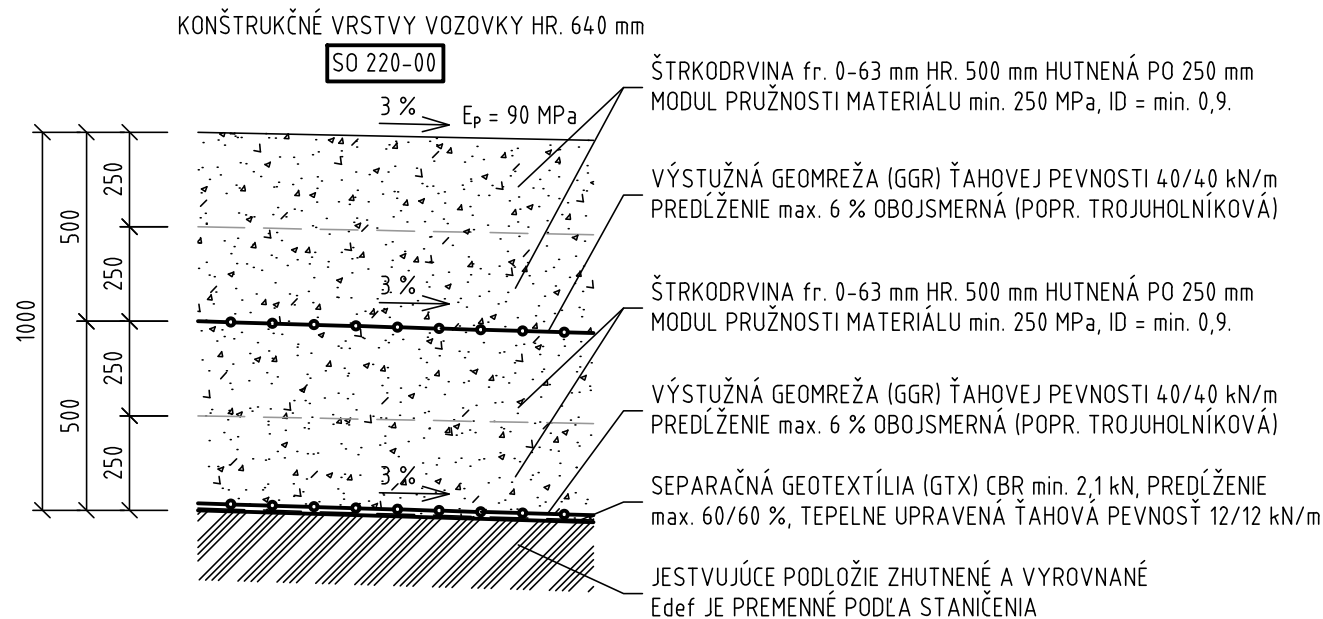 KONŠTRUKČNÉ VRSTVY VOZOVKY HR. 640 mm
SO 220-00
3 %
Eₚ = 90 MPa
ŠTRKODRVINA fr. 0-63 mm HR. 500 mm HUTNENÁ PO 250 mm
MODUL PRUŽNOSTI MATERIÁLU min. 250 MPa, ID = min. 0,9.
VÝSTUŽNÁ GEOMREŽA (GGR) ŤAHOVEJ PEVNOSTI 40/40 kN/m
PREDĹŽENIE max. 6 % OBOJSMERNÁ (POPR. TROJUHOLNÍKOVÁ)
3 %
ŠTRKODRVINA fr. 0-63 mm HR. 500 mm HUTNENÁ PO 250 mm
MODUL PRUŽNOSTI MATERIÁLU min. 250 MPa, ID = min. 0,9.
VÝSTUŽNÁ GEOMREŽA (GGR) ŤAHOVEJ PEVNOSTI 40/40 kN/m
PREDĹŽENIE max. 6 % OBOJSMERNÁ (POPR. TROJUHOLNÍKOVÁ)
3 %
SEPARAČNÁ GEOTEXTÍLIA (GTX) CBR min. 2,1 kN, PREDĹŽENIE
max. 60/60 %, TEPELNE UPRAVENÁ ŤAHOVÁ PEVNOSŤ 12/12 kN/m
JESTVUJÚCE PODLOŽIE ZHUTNENÉ A VYROVNANÉ
Edef JE PREMENNÉ PODĽA STANIČENIA
1000
500
500
250
250
250
250